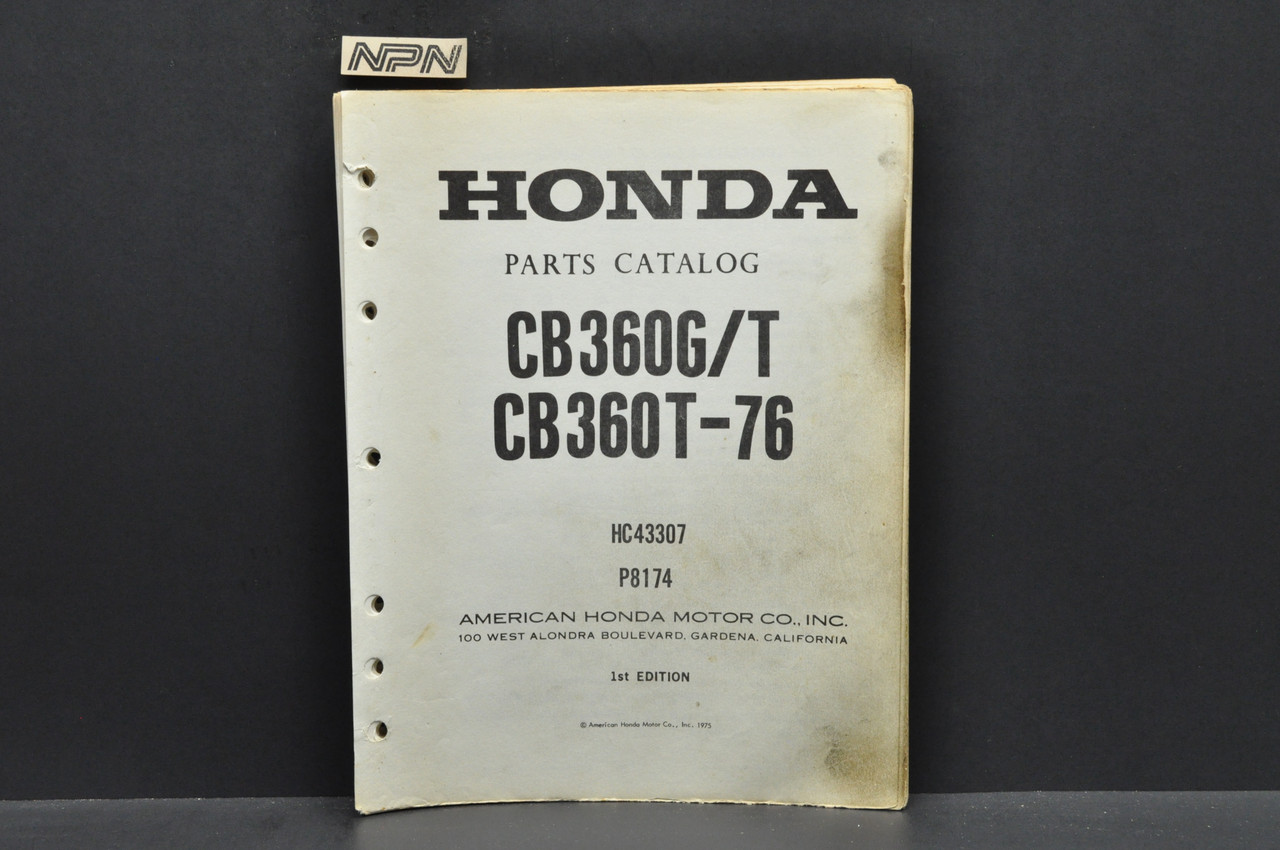 NPN
HONDA
PARTS CATALOG
CB360G/T
CB360T-76
HC43307
P8174
AMERICAN HONDA MOTOR CO., INC.
100 WEST ALONDRA BOULEVARD, GARDENA, CALIFORNIA
1st EDITION
© American Honda Motor Co., Inc. 1975